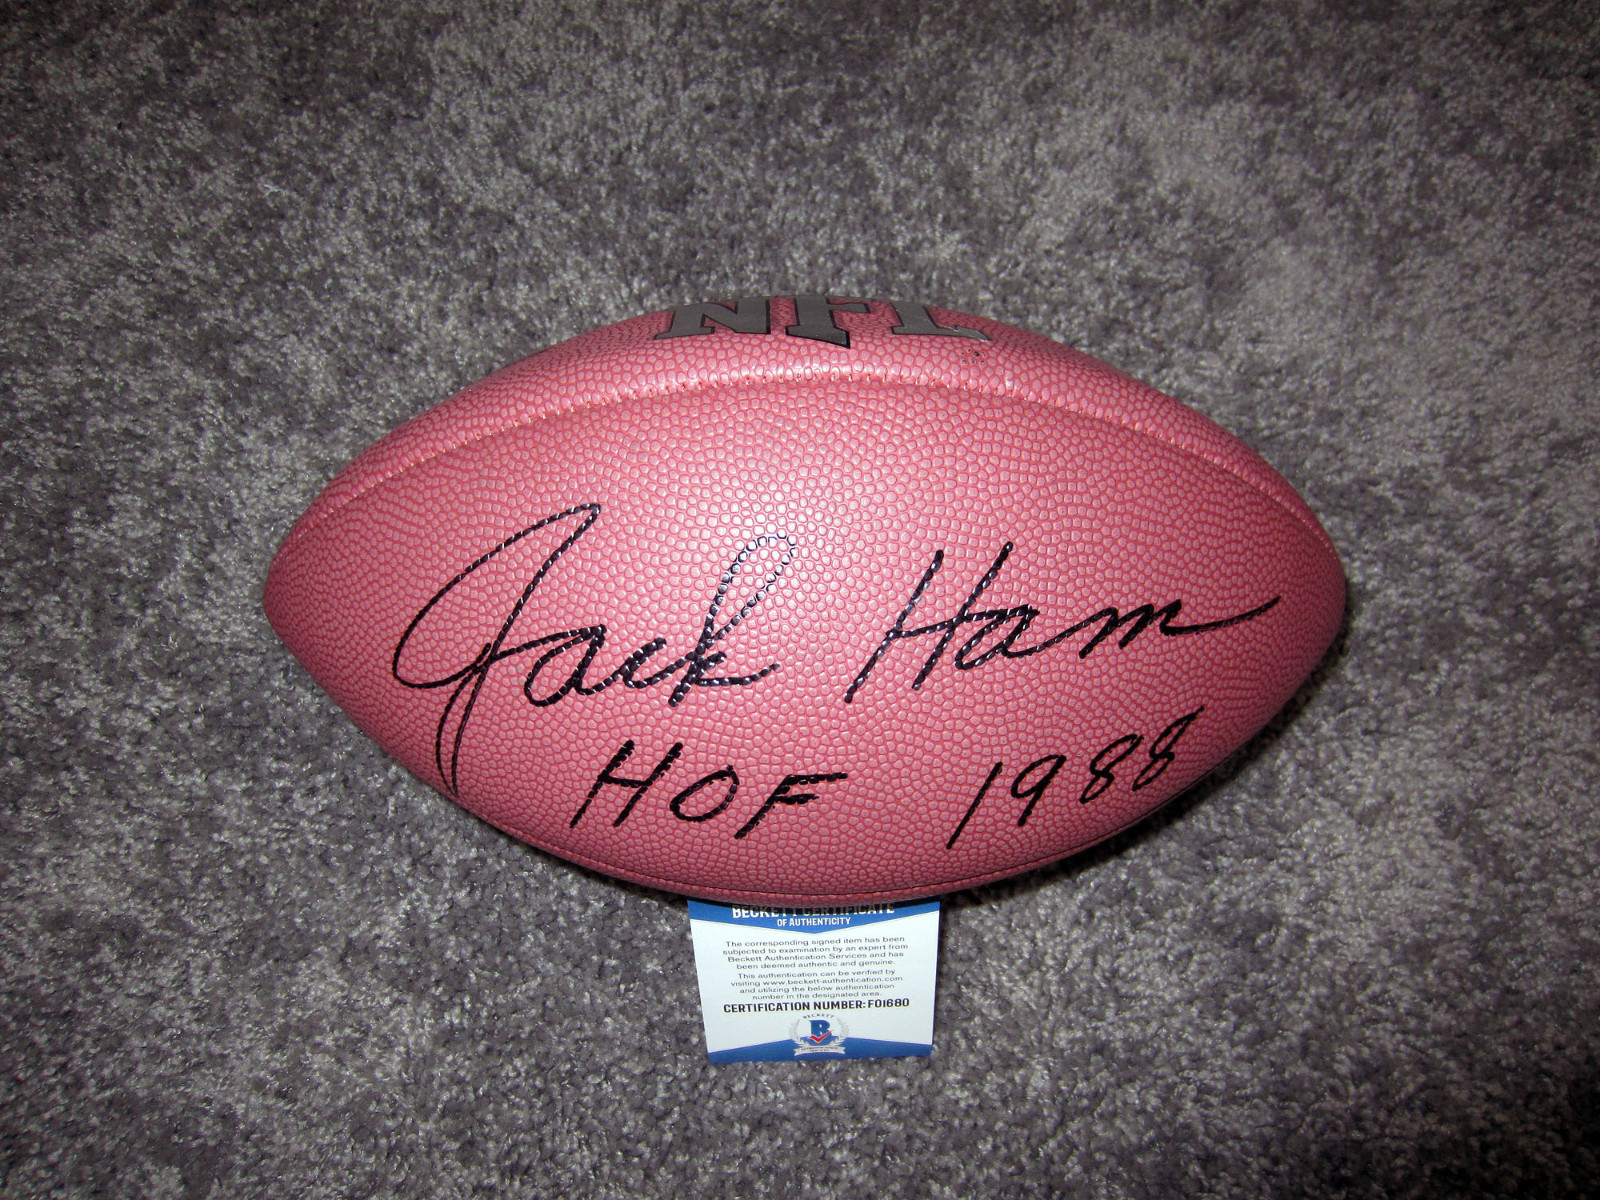 NFL
Jack Ham
HOF 1988
BECKETT CERTIFICATE
OF AUTHENTICITY
The corresponding signed item has been
subjected to examination by an expert from
Beckett Authentication Services and has
been deemed authentic and genuine.
This authentication can be verified by
visiting www.beckett-authentication.com
and utilizing the below authentication
number in the designated area.
CERTIFICATION NUMBER: F01680
BECKETT
B